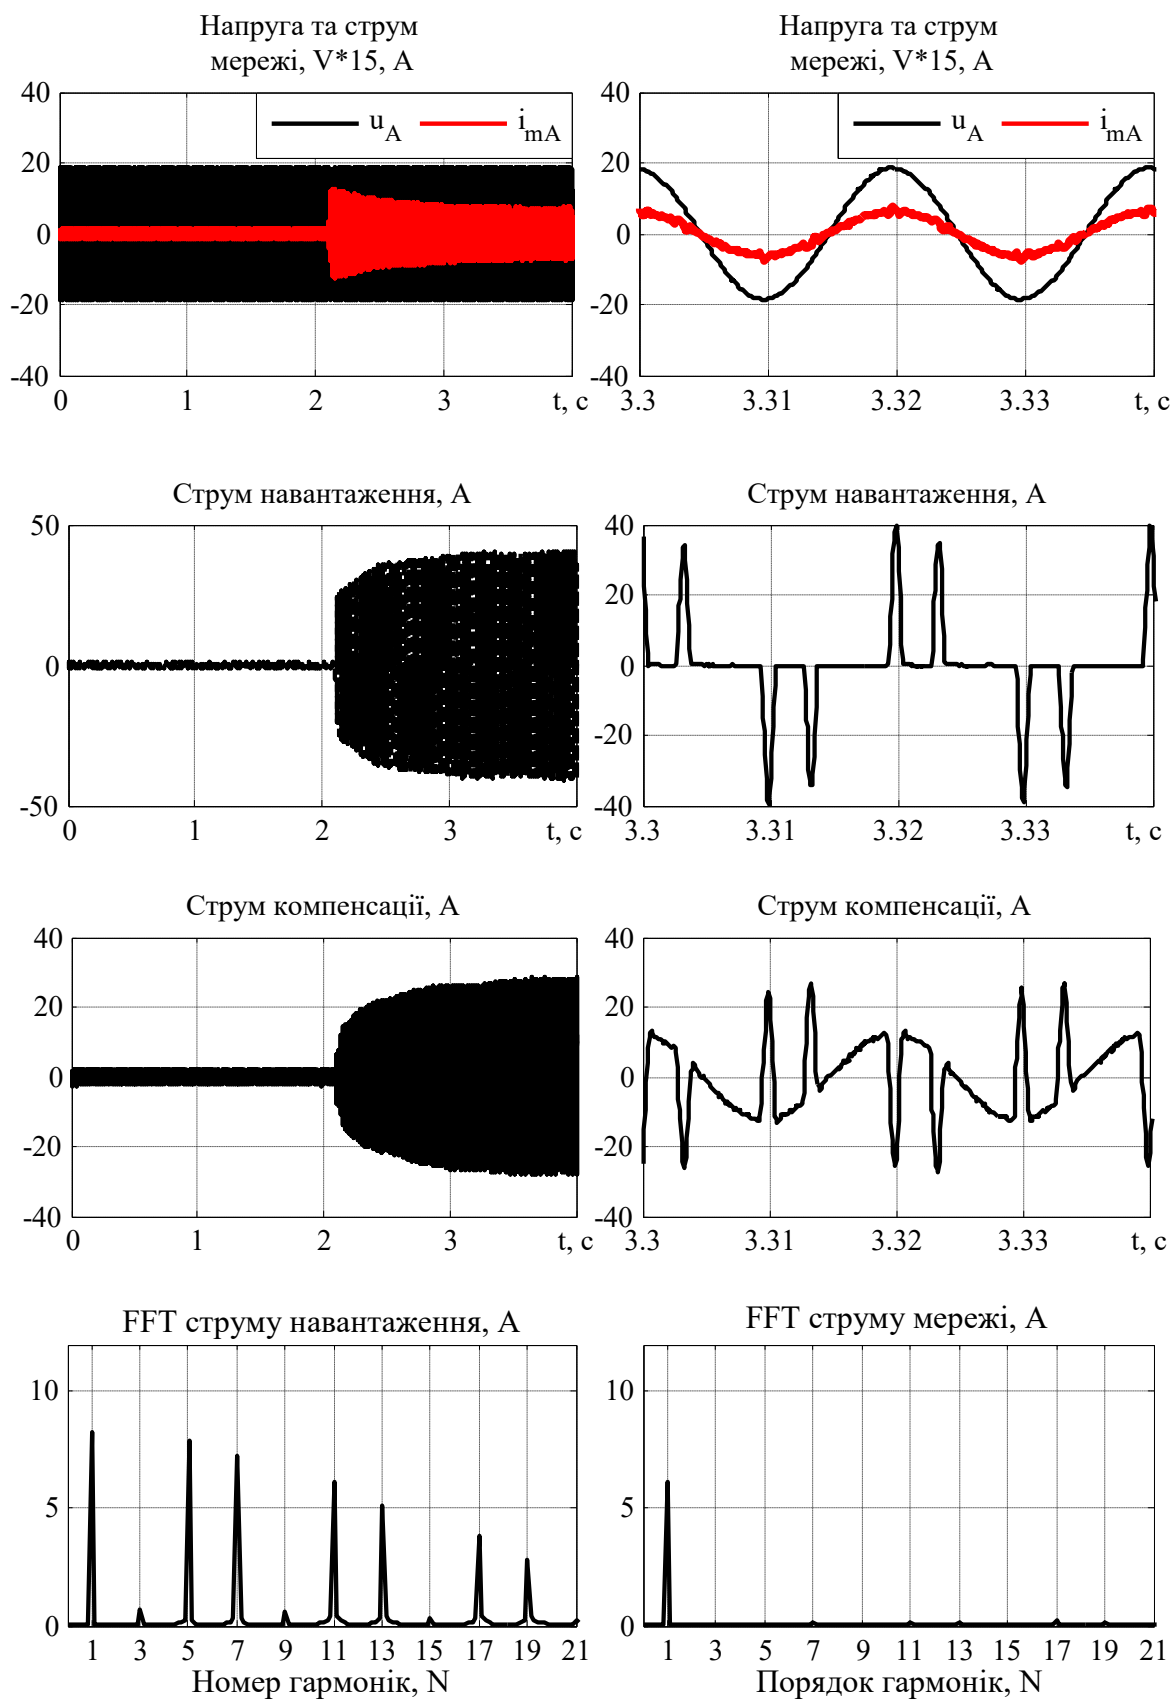 Напруга та струм
мережі, V*15, A
40
20
0
-20
-40
u_A
i_mA
0 1 2 3 t, c
Напруга та струм
мережі, V*15, A
40
20
0
-20
-40
u_A
i_mA
3.3 3.31 3.32 3.33 t, c
Струм навантаження, А
50
0
-50
0 1 2 3 t, c
Струм навантаження, А
40
20
0
-20
-40
3.3 3.31 3.32 3.33 t, c
Струм компенсації, А
40
20
0
-20
-40
0 1 2 3 t, c
Струм компенсації, А
40
20
0
-20
-40
3.3 3.31 3.32 3.33 t, c
FFT струму навантаження, А
10
5
0
1 3 5 7 9 11 13 15 17 19 21
Номер гармонік, N
FFT струму мережі, А
10
5
0
1 3 5 7 9 11 13 15 17 19 21
Порядок гармонік, N